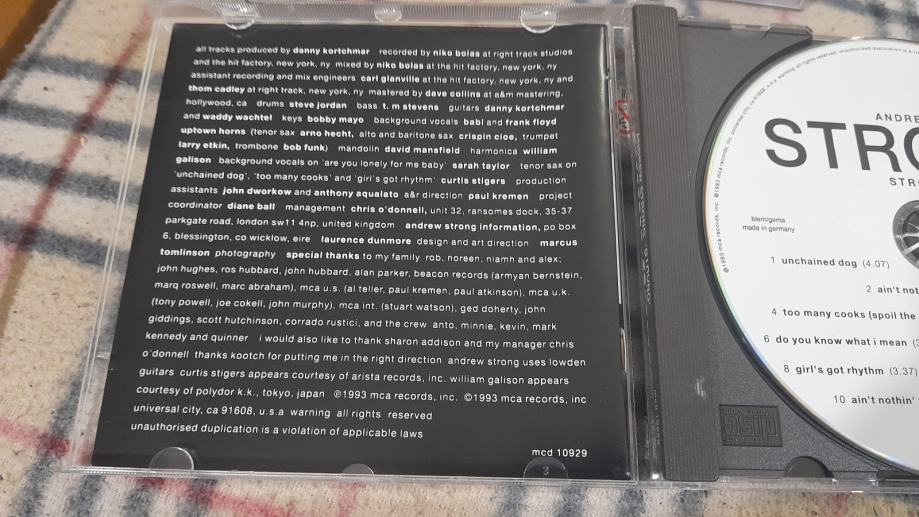 all tracks produced by danny kortchmar recorded by niko bolas at right track studios
and the hit factory, new york, ny mixed by niko bolas at the hit factory, new york, ny
assistant recording and mix engineers carl glanville at the hit factory, new york, ny and
thom cadley at right track, new york, ny mastered by dave collins at a&m mastering,
hollywood, ca drums steve jordan bass t. m stevens guitars danny kortchmar
and waddy wachtel keys bobby mayo background vocals babi and frank floyd
uptown horns (tenor sax arno hecht, alto and baritone sax crispin cioe, trumpet
larry etkin, trombone bob funk) mandolin david mansfield harmonica william
galison background vocals on 'are you lonely for me baby' sarah taylor tenor sax on
'unchained dog', 'too many cooks' and 'girl's got rhythm' curtis stigers production
assistants john dworkow and anthony aqualato a&r direction paul kremen project
coordinator diane ball management chris o'donnell, unit 32, ransomes dock, 35-37
parkgate road, london sw11 4np, united kingdom andrew strong information, po box
6, blessington, co wicklow, eire laurence dunmore design and art direction marcus
tomlinson photography special thanks to my family rob, noreen, niamh and alex;
john hughes, ros hubbard, john hubbard, alan parker, beacon records (armyan bernstein,
marq roswell, marc abraham), mca u.s. (al teller, paul kremen, paul atkinson), mca u.k.
(tony powell, joe cokell, john murphy), mca int. (stuart watson), ged doherty, john
giddings, scott hutchinson, corrado rustici, and the crew anto, minnie, kevin, mark
kennedy and quinner i would also like to thank sharon addison and my manager chris
o'donnell thanks kootch for putting me in the right direction andrew strong uses lowden
guitars curtis stigers appears courtesy of arista records, inc. william galison appears
courtesy of polydor k.k., tokyo, japan ℗1993 mca records, inc. ©1993 mca records, inc
universal city, ca 91608, u.s.a warning all rights reserved
unauthorised duplication is a violation of applicable laws
mcd 10929
3
ANDRE
STRO
STR
biem/gema
made in germany
1 unchained dog (4.07)
2 ain't not
4 too many cooks (spoil the
6 do you know what i mean (3
8 girl's got rhythm (3.37)
10 ain't nothin'